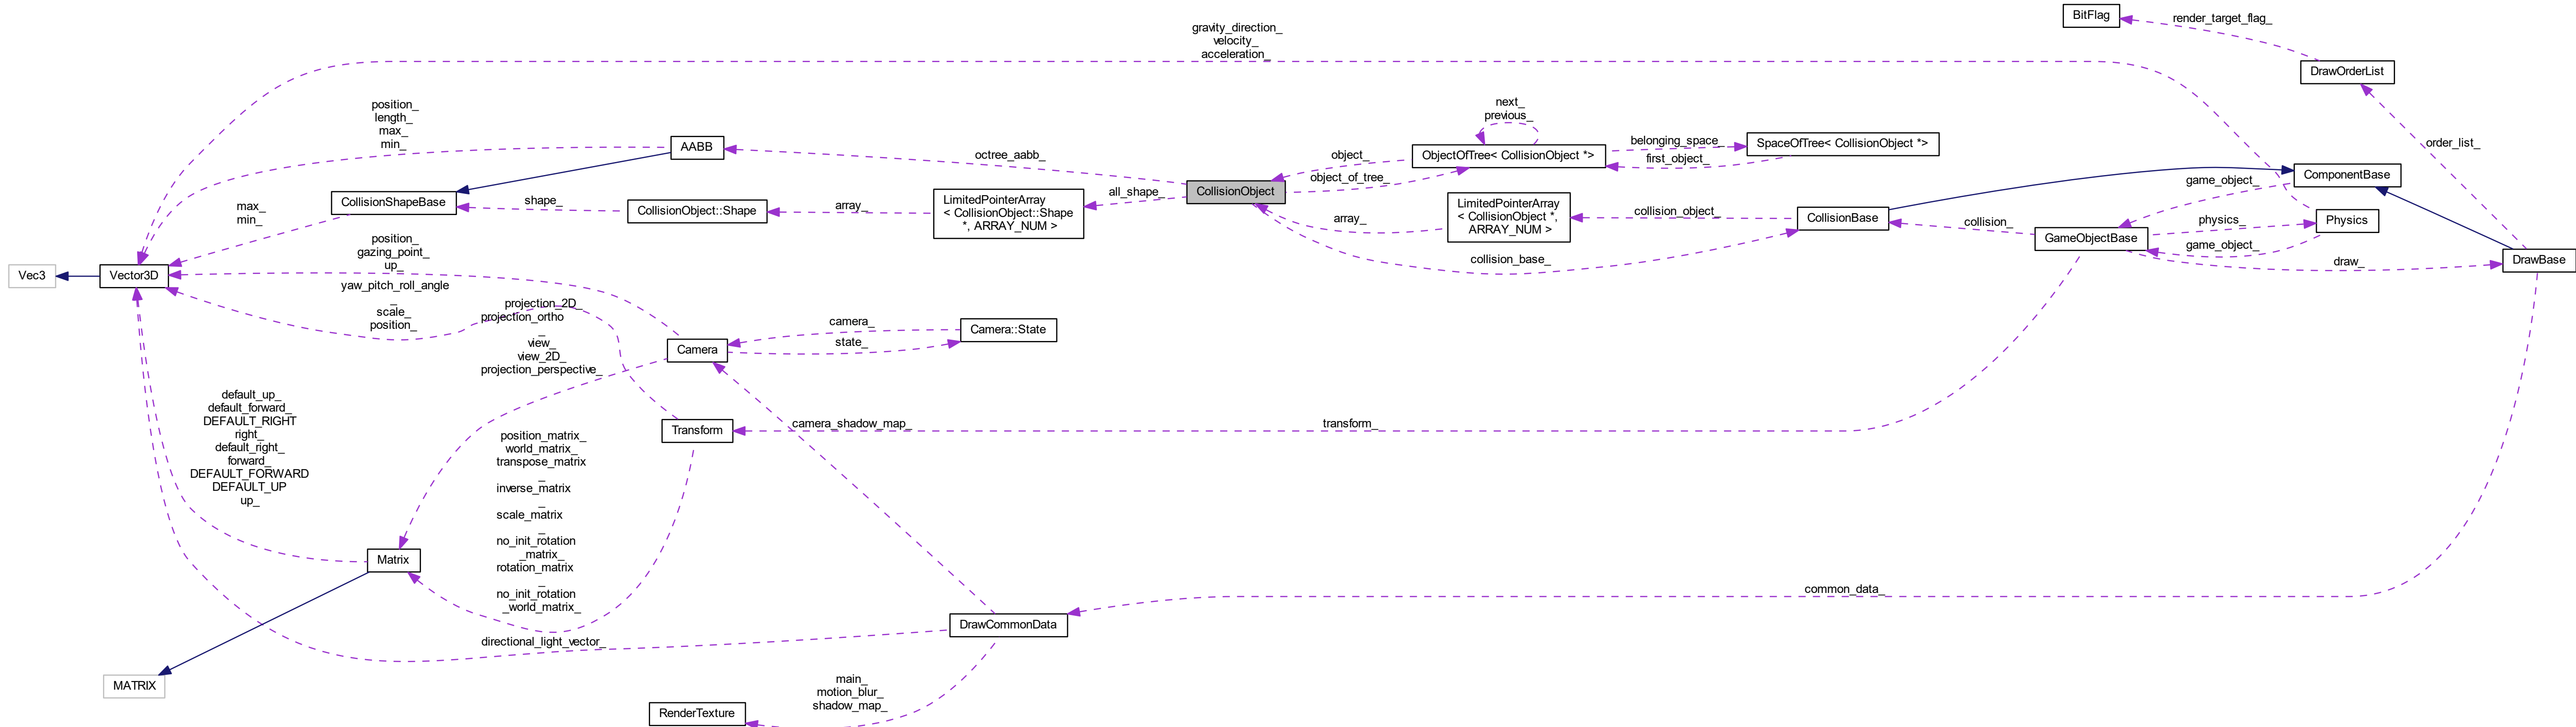 BitFlag
render_target_flag_
gravity_direction_
velocity_
acceleration_
DrawOrderList
position_
length_
max_
min_
next_
previous_
AABB
octree_aabb_
object_
ObjectOfTree< CollisionObject *>
belonging_space_
first_object_
SpaceOfTree< CollisionObject *>
order_list_
CollisionShapeBase
max_
min_
shape_
CollisionObject::Shape
array_
LimitedPointerArray
< CollisionObject::Shape
*, ARRAY_NUM >
all_shape_
CollisionObject
object_of_tree_
array_
LimitedPointerArray
< CollisionObject *,
ARRAY_NUM >
collision_object_
CollisionBase
collision_
ComponentBase
game_object_
physics_
Physics
game_object_
GameObjectBase
draw_
DrawBase
collision_base_
Vec3
Vector3D
position_
gazing_point_
up_
yaw_pitch_roll_angle
_
scale_
position_
projection_2D_
projection_ortho
_
view_
view_2D_
projection_perspective_
camera_
state_
Camera::State
Camera
default_up_
default_forward_
DEFAULT_RIGHT
right_
default_right_
forward_
DEFAULT_FORWARD
DEFAULT_UP
up_
Transform
camera_shadow_map_
transform_
position_matrix_
world_matrix_
transpose_matrix
_
inverse_matrix
_
scale_matrix
_
no_init_rotation
_matrix_
rotation_matrix
_
no_init_rotation
_world_matrix_
Matrix
common_data_
DrawCommonData
directional_light_vector_
MATRIX
main_
motion_blur_
shadow_map_
RenderTexture